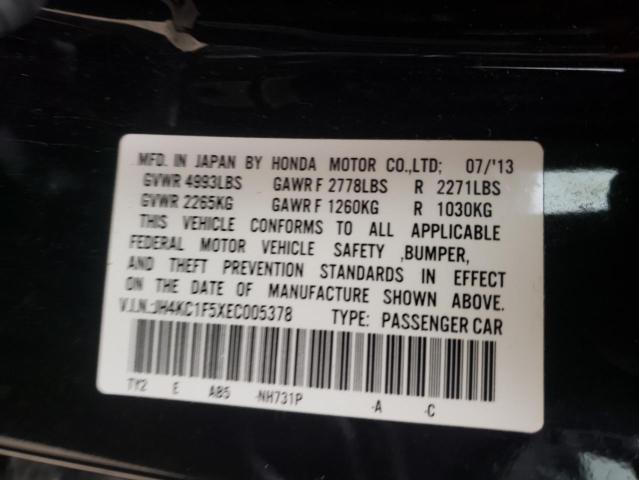 MFD. IN JAPAN BY HONDA MOTOR CO.,LTD; 07/'13
GVWR 4993LBS GAWR F 2778LBS R 2271LBS
GVWR 2265KG GAWR F 1260KG R 1030KG
THIS VEHICLE CONFORMS TO ALL APPLICABLE
FEDERAL MOTOR VEHICLE SAFETY ,BUMPER,
AND THEFT PREVENTION STANDARDS IN EFFECT
ON THE DATE OF MANUFACTURE SHOWN ABOVE.
V.I.N.:JH4KC1F5XEC005378 TYPE: PASSENGER CAR
TY2 E AB5 -NH731P -A -C